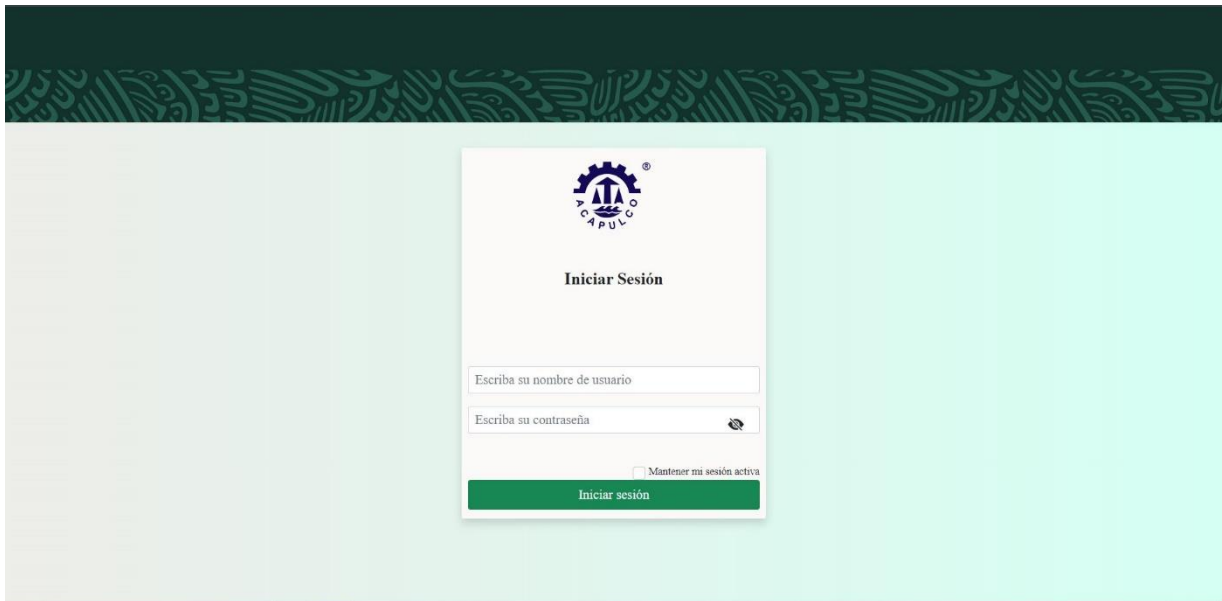 ®
ACAPULCO
Iniciar Sesión
Escriba su nombre de usuario
Escriba su contraseña
Mantener mi sesión activa
Iniciar sesión